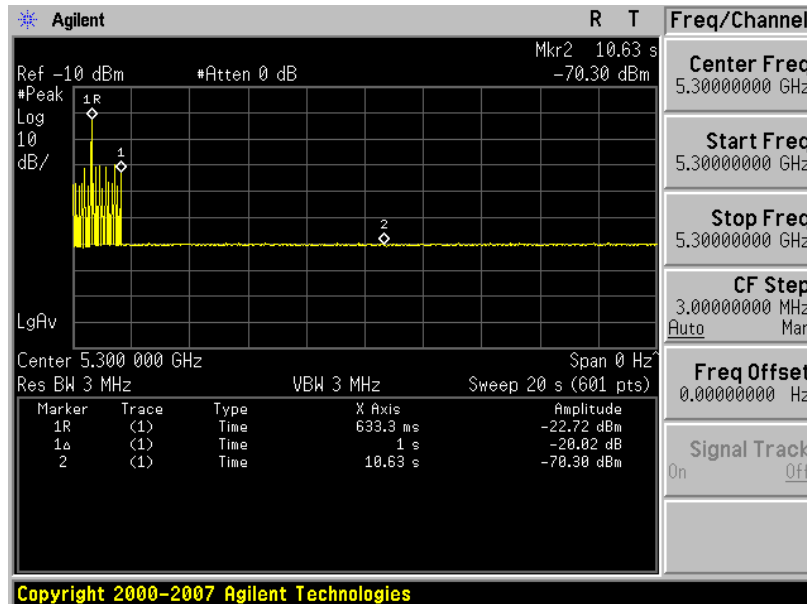 Agilent R T
Mkr2 10.63 s
Ref −10 dBm #Atten 0 dB −70.30 dBm
#Peak
Log
10
dB/
1R
1
2
LgAv
Center 5.300 000 GHz Span 0 Hz^
Res BW 3 MHz VBW 3 MHz Sweep 20 s (601 pts)
Marker Trace Type X Axis Amplitude
1R (1) Time 633.3 ms −22.72 dBm
1Δ (1) Time 1 s −20.02 dB
2 (1) Time 10.63 s −70.30 dBm
Copyright 2000–2007 Agilent Technologies
Freq/Channel
Center Freq
5.30000000 GHz
Start Freq
5.30000000 GHz
Stop Freq
5.30000000 GHz
CF Step
3.00000000 MHz
Auto Man
Freq Offset
0.00000000 Hz
Signal Track
On Off